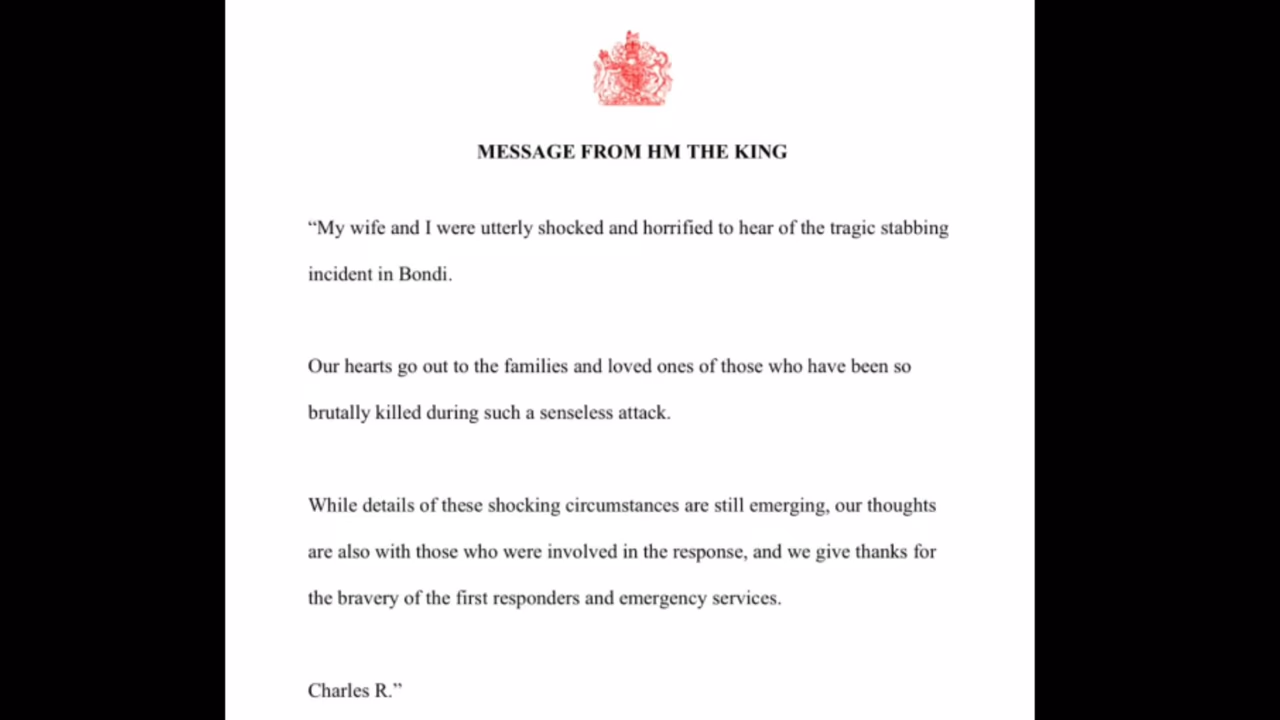 MESSAGE FROM HM THE KING
“My wife and I were utterly shocked and horrified to hear of the tragic stabbing
incident in Bondi.
Our hearts go out to the families and loved ones of those who have been so
brutally killed during such a senseless attack.
While details of these shocking circumstances are still emerging, our thoughts
are also with those who were involved in the response, and we give thanks for
the bravery of the first responders and emergency services.
Charles R.”